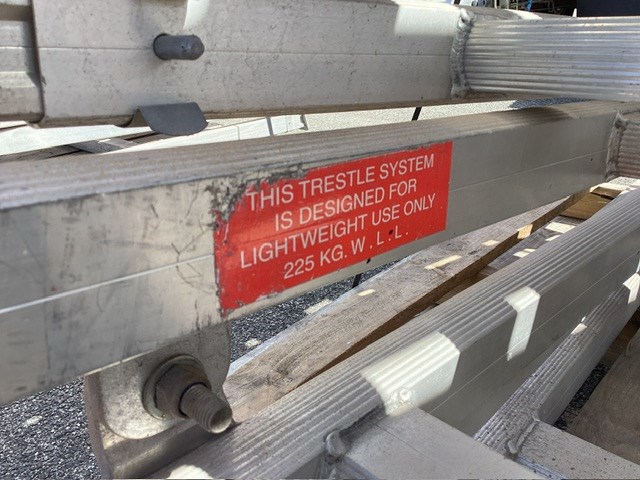 THIS TRESTLE SYSTEM
IS DESIGNED FOR
LIGHTWEIGHT USE ONLY
225 KG. W . L . L .